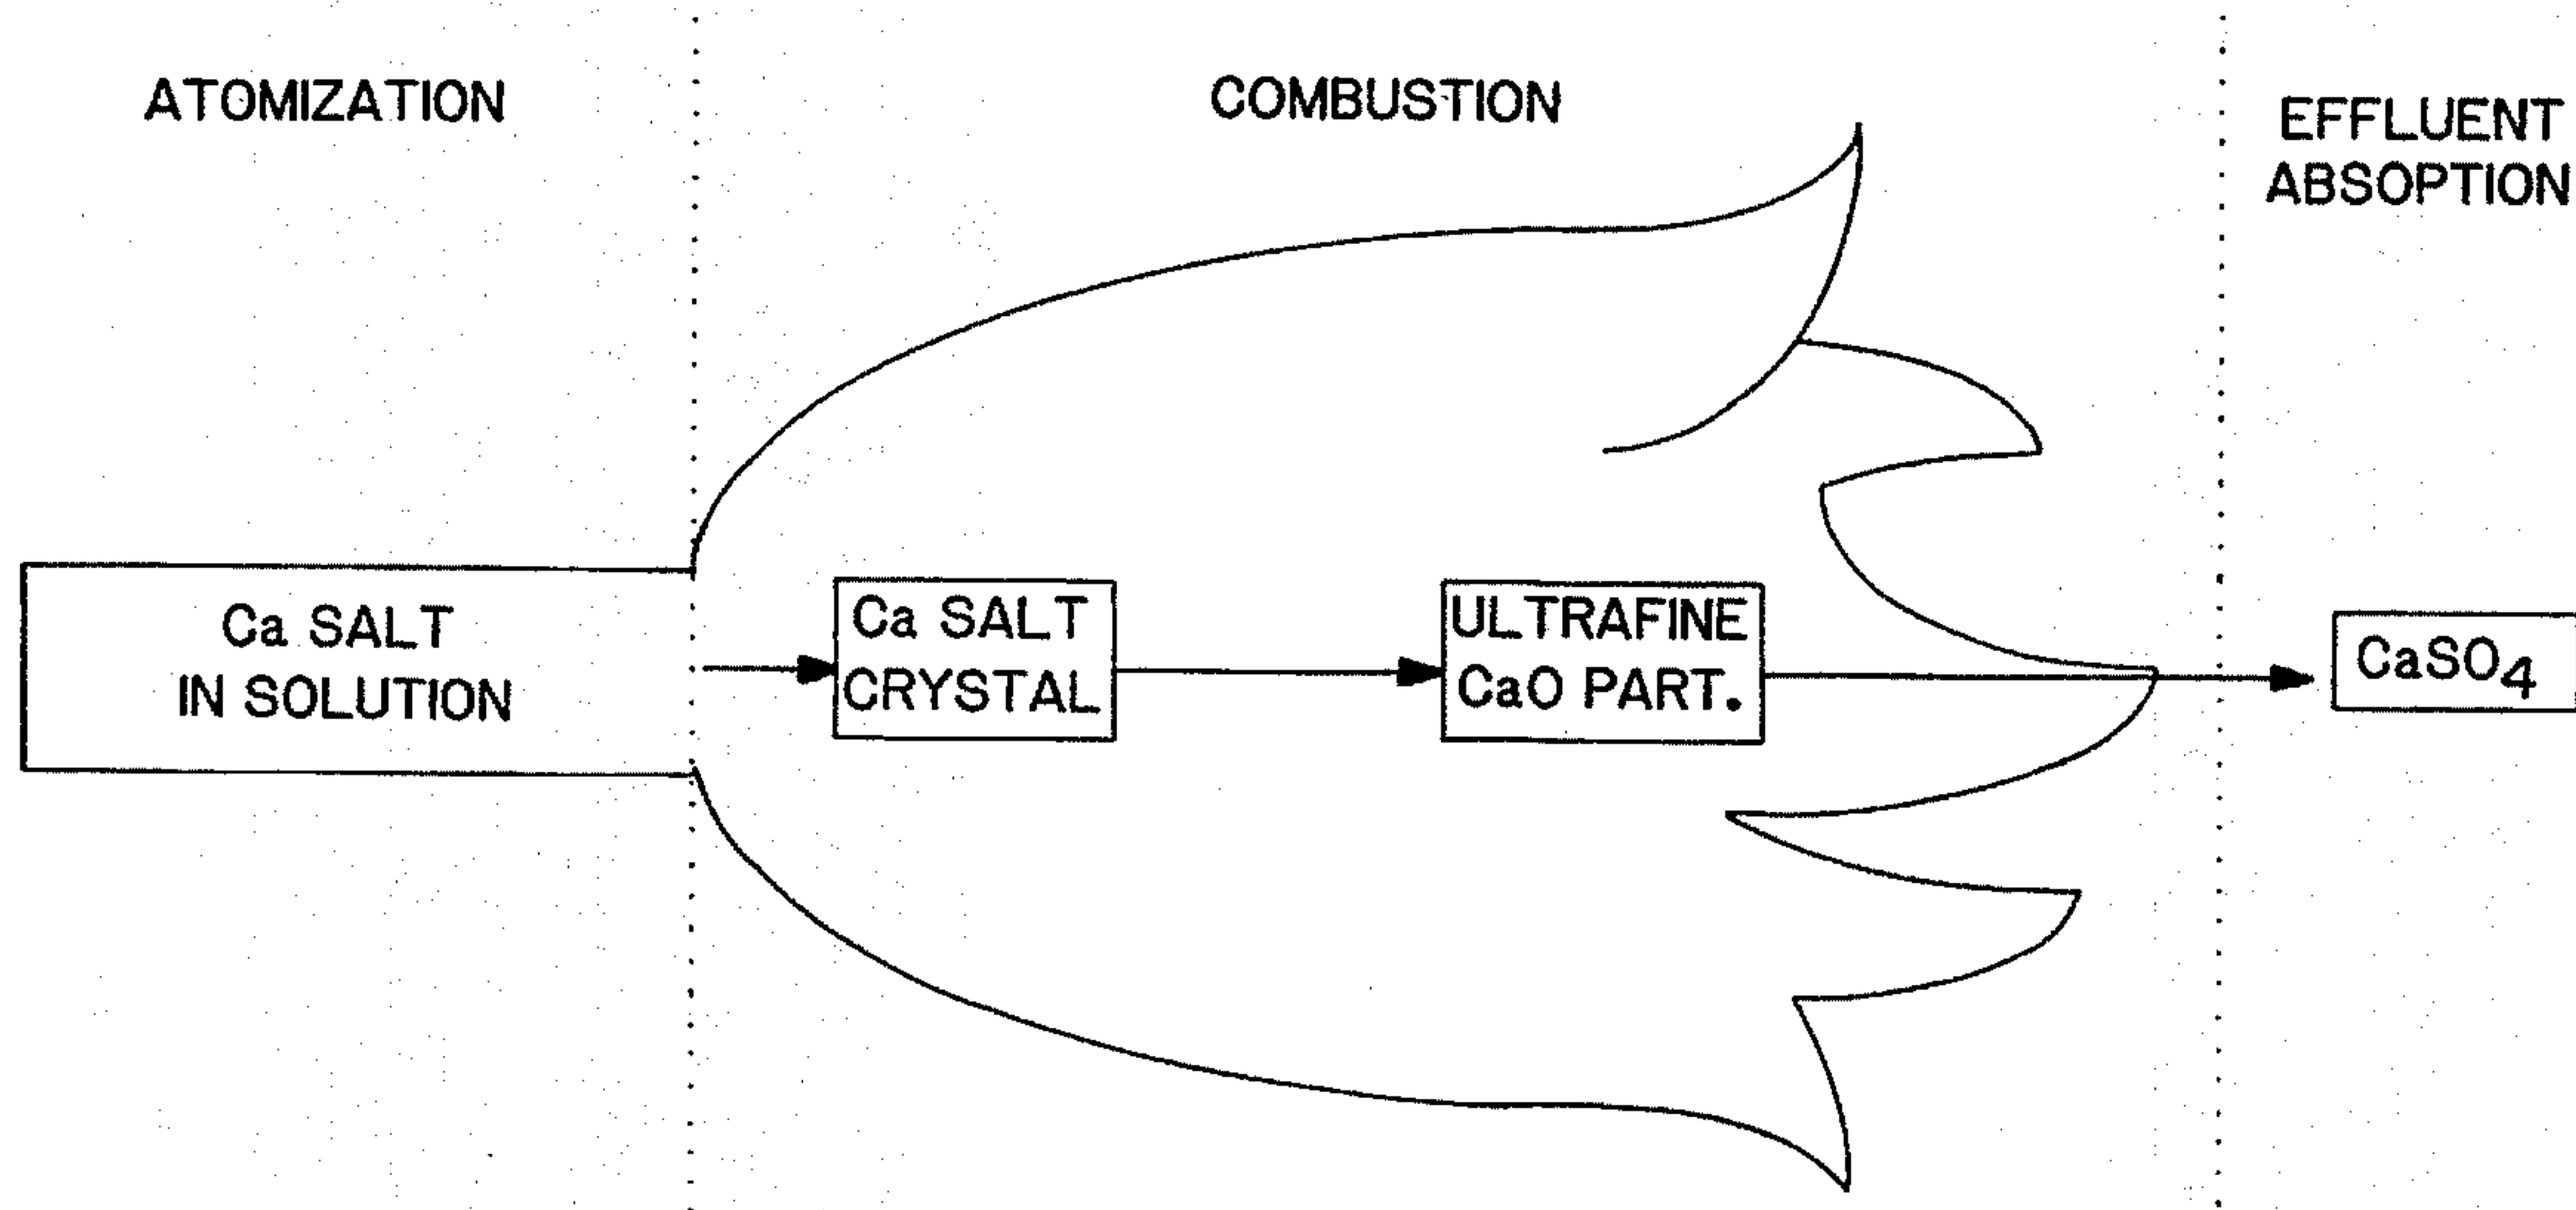 ATOMIZATION
COMBUSTION
EFFLUENT
ABSOPTION
Ca SALT
IN SOLUTION
Ca SALT
CRYSTAL
ULTRAFINE
CaO PART.
CaSO4